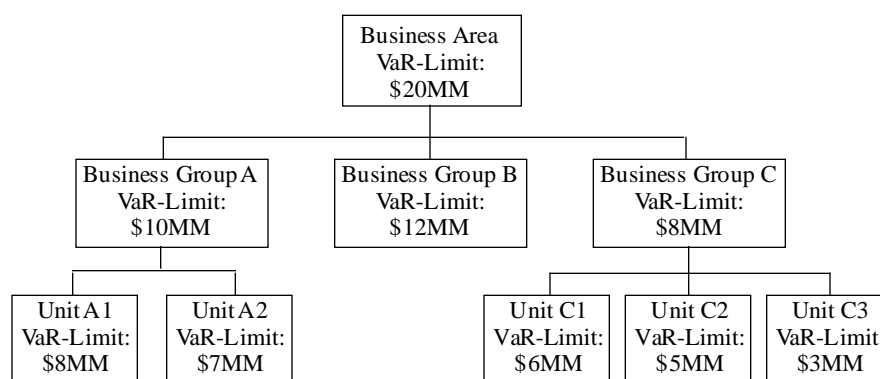 Business Area
VaR-Limit:
$20MM
Business Group A
VaR-Limit:
$10MM
Business Group B
VaR-Limit:
$12MM
Business Group C
VaR-Limit:
$8MM
Unit A1
VaR-Limit:
$8MM
Unit A2
VaR-Limit:
$7MM
Unit C1
VaR-Limit:
$6MM
Unit C2
VaR-Limit:
$5MM
Unit C3
VaR-Limit:
$3MM